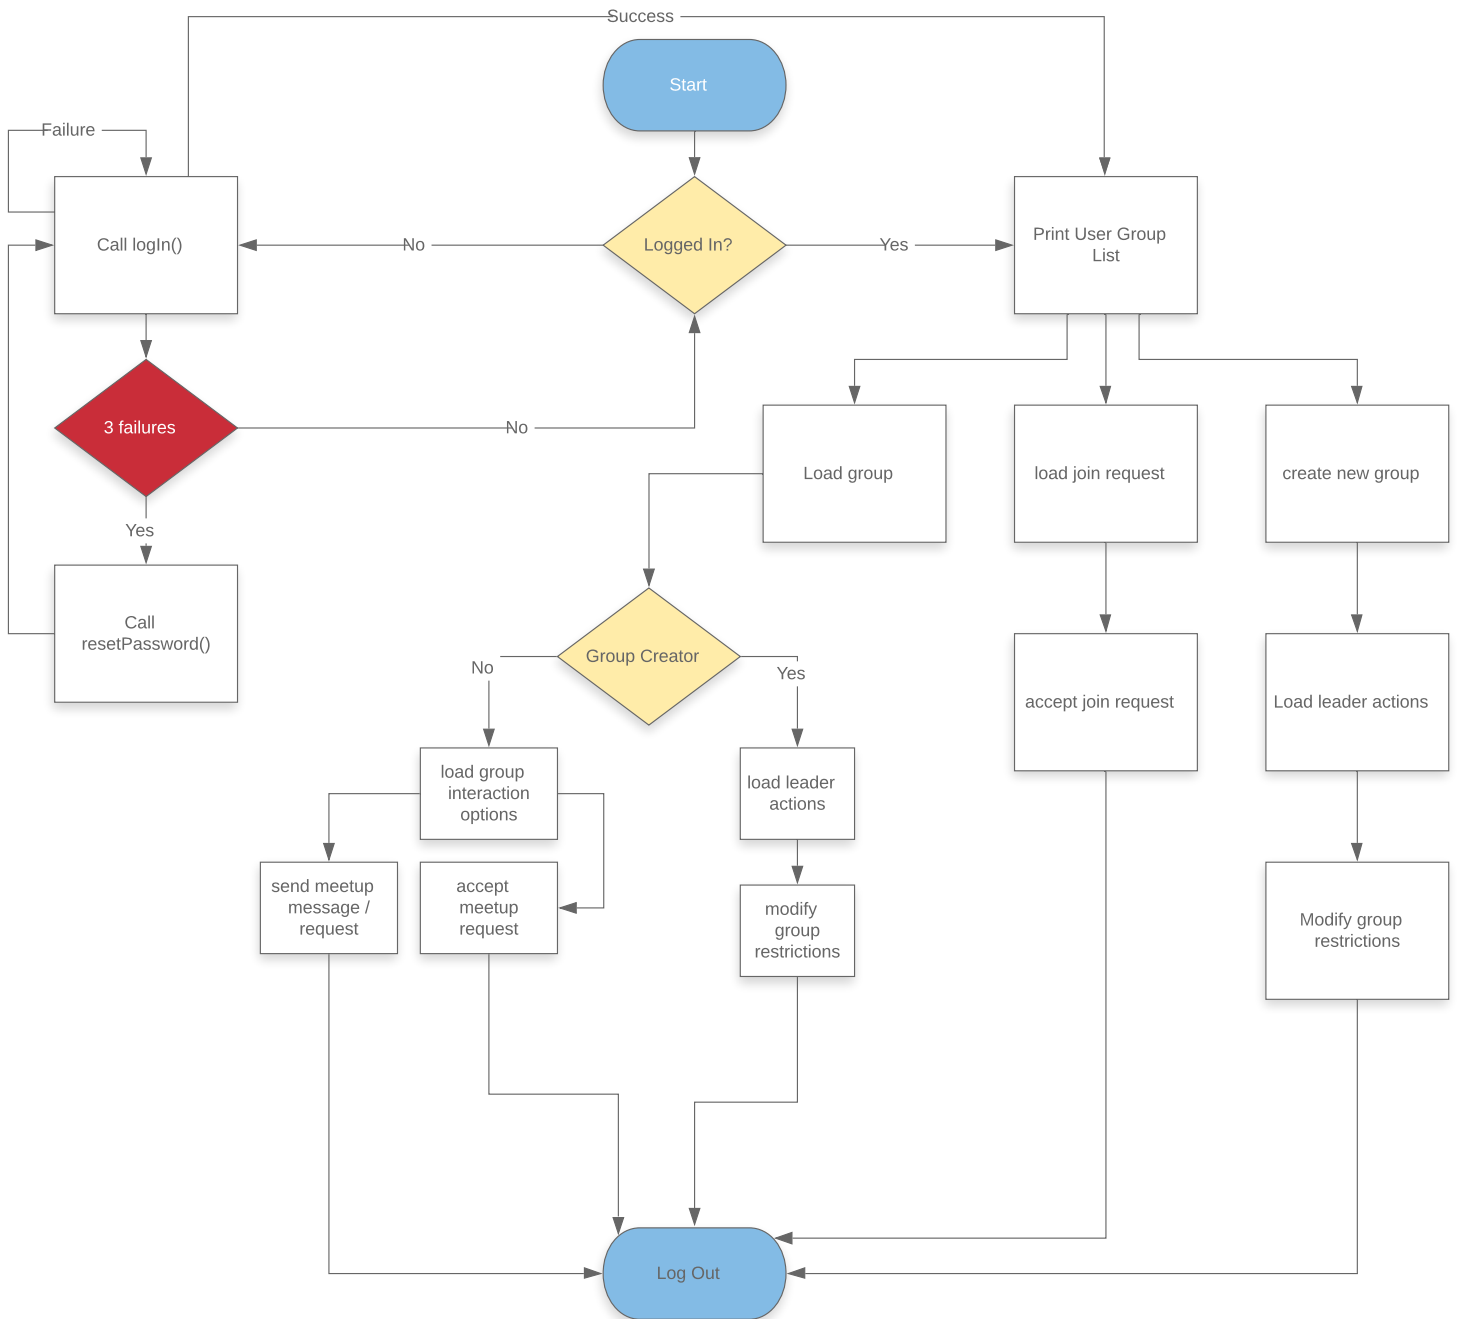 Success
Start
Failure
Call logIn()
No
Logged In?
Yes
Print User Group
List
3 failures
No
Yes
Load group
load join request
create new group
Call
resetPassword()
No
Group Creator
Yes
accept join request
Load leader actions
load group
interaction
options
load leader
actions
send meetup
message /
request
accept
meetup
request
modify
group
restrictions
Modify group
restrictions
Log Out